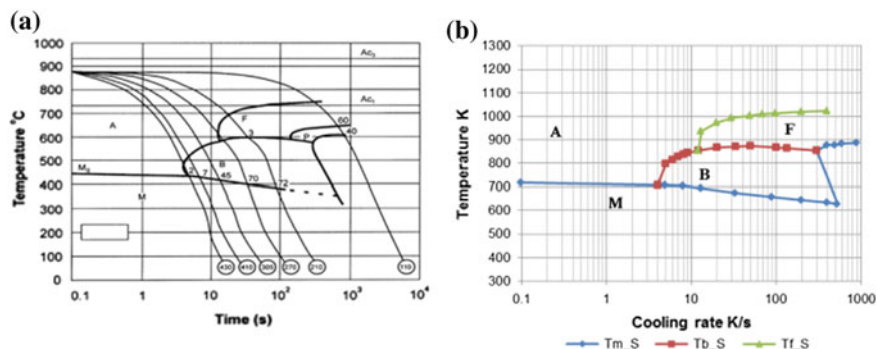 (a)
Temperature °C
1000
900
800
700
600
500
400
300
200
100
0
Ac₃
Ac₁
A
F
3
P
60
40
Ms
2
7
B
45
70
72
M
430
410
305
270
210
110
0.1
1
10
10²
10³
10⁴
Time (s)
(b)
Temperature K
1300
1200
1100
1000
900
800
700
600
500
400
300
A
F
B
M
0.1
1
10
100
1000
Cooling rate K/s
Tm_S
Tb_S
Tf_S